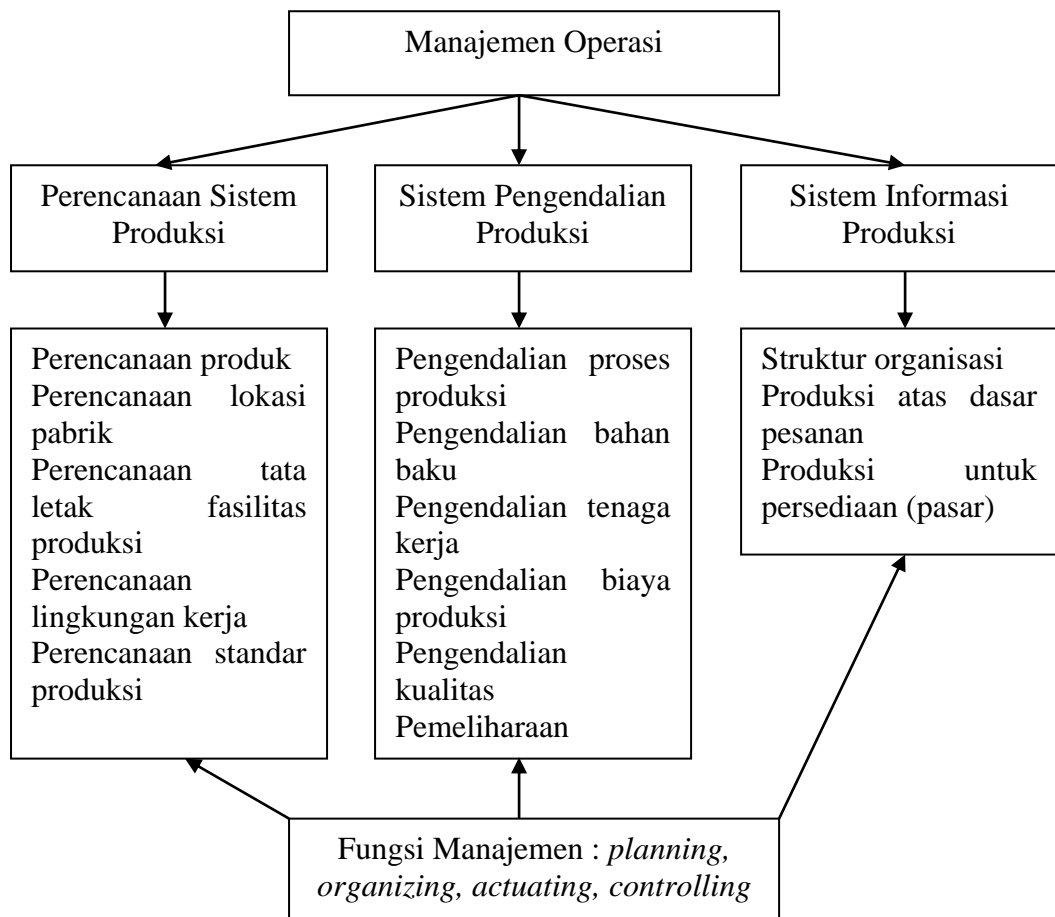 Manajemen Operasi
Perencanaan Sistem
Produksi
Sistem Pengendalian
Produksi
Sistem Informasi
Produksi
Perencanaan produk
Perencanaan lokasi
pabrik
Perencanaan tata
letak fasilitas
produksi
Perencanaan
lingkungan kerja
Perencanaan standar
produksi
Pengendalian proses
produksi
Pengendalian bahan
baku
Pengendalian tenaga
kerja
Pengendalian biaya
produksi
Pengendalian
kualitas
Pemeliharaan
Struktur organisasi
Produksi atas dasar
pesanan
Produksi untuk
persediaan (pasar)
Fungsi Manajemen : planning,
organizing, actuating, controlling